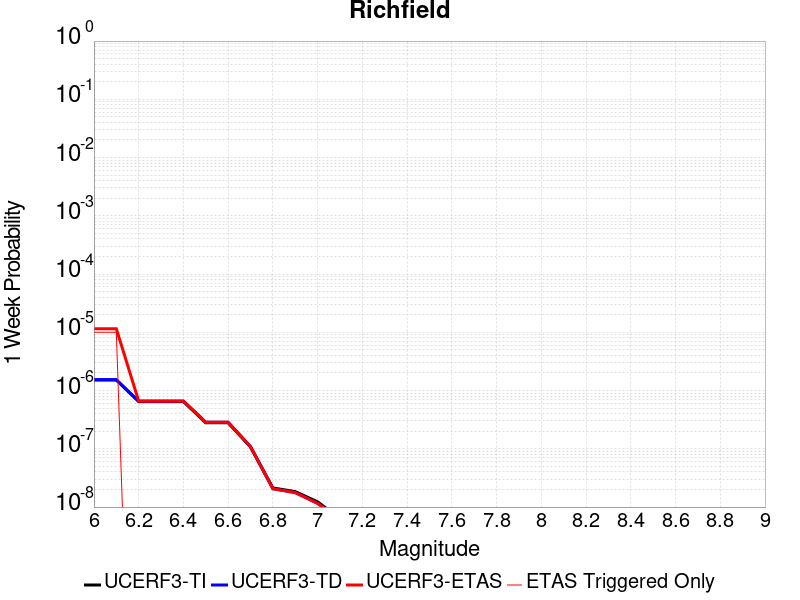 Richfield
10^0
10^-1
10^-2
10^-3
10^-4
10^-5
10^-6
10^-7
10^-8
1 Week Probability
6 6.2 6.4 6.6 6.8 7 7.2 7.4 7.6 7.8 8 8.2 8.4 8.6 8.8 9
Magnitude
UCERF3-TI UCERF3-TD UCERF3-ETAS ETAS Triggered Only